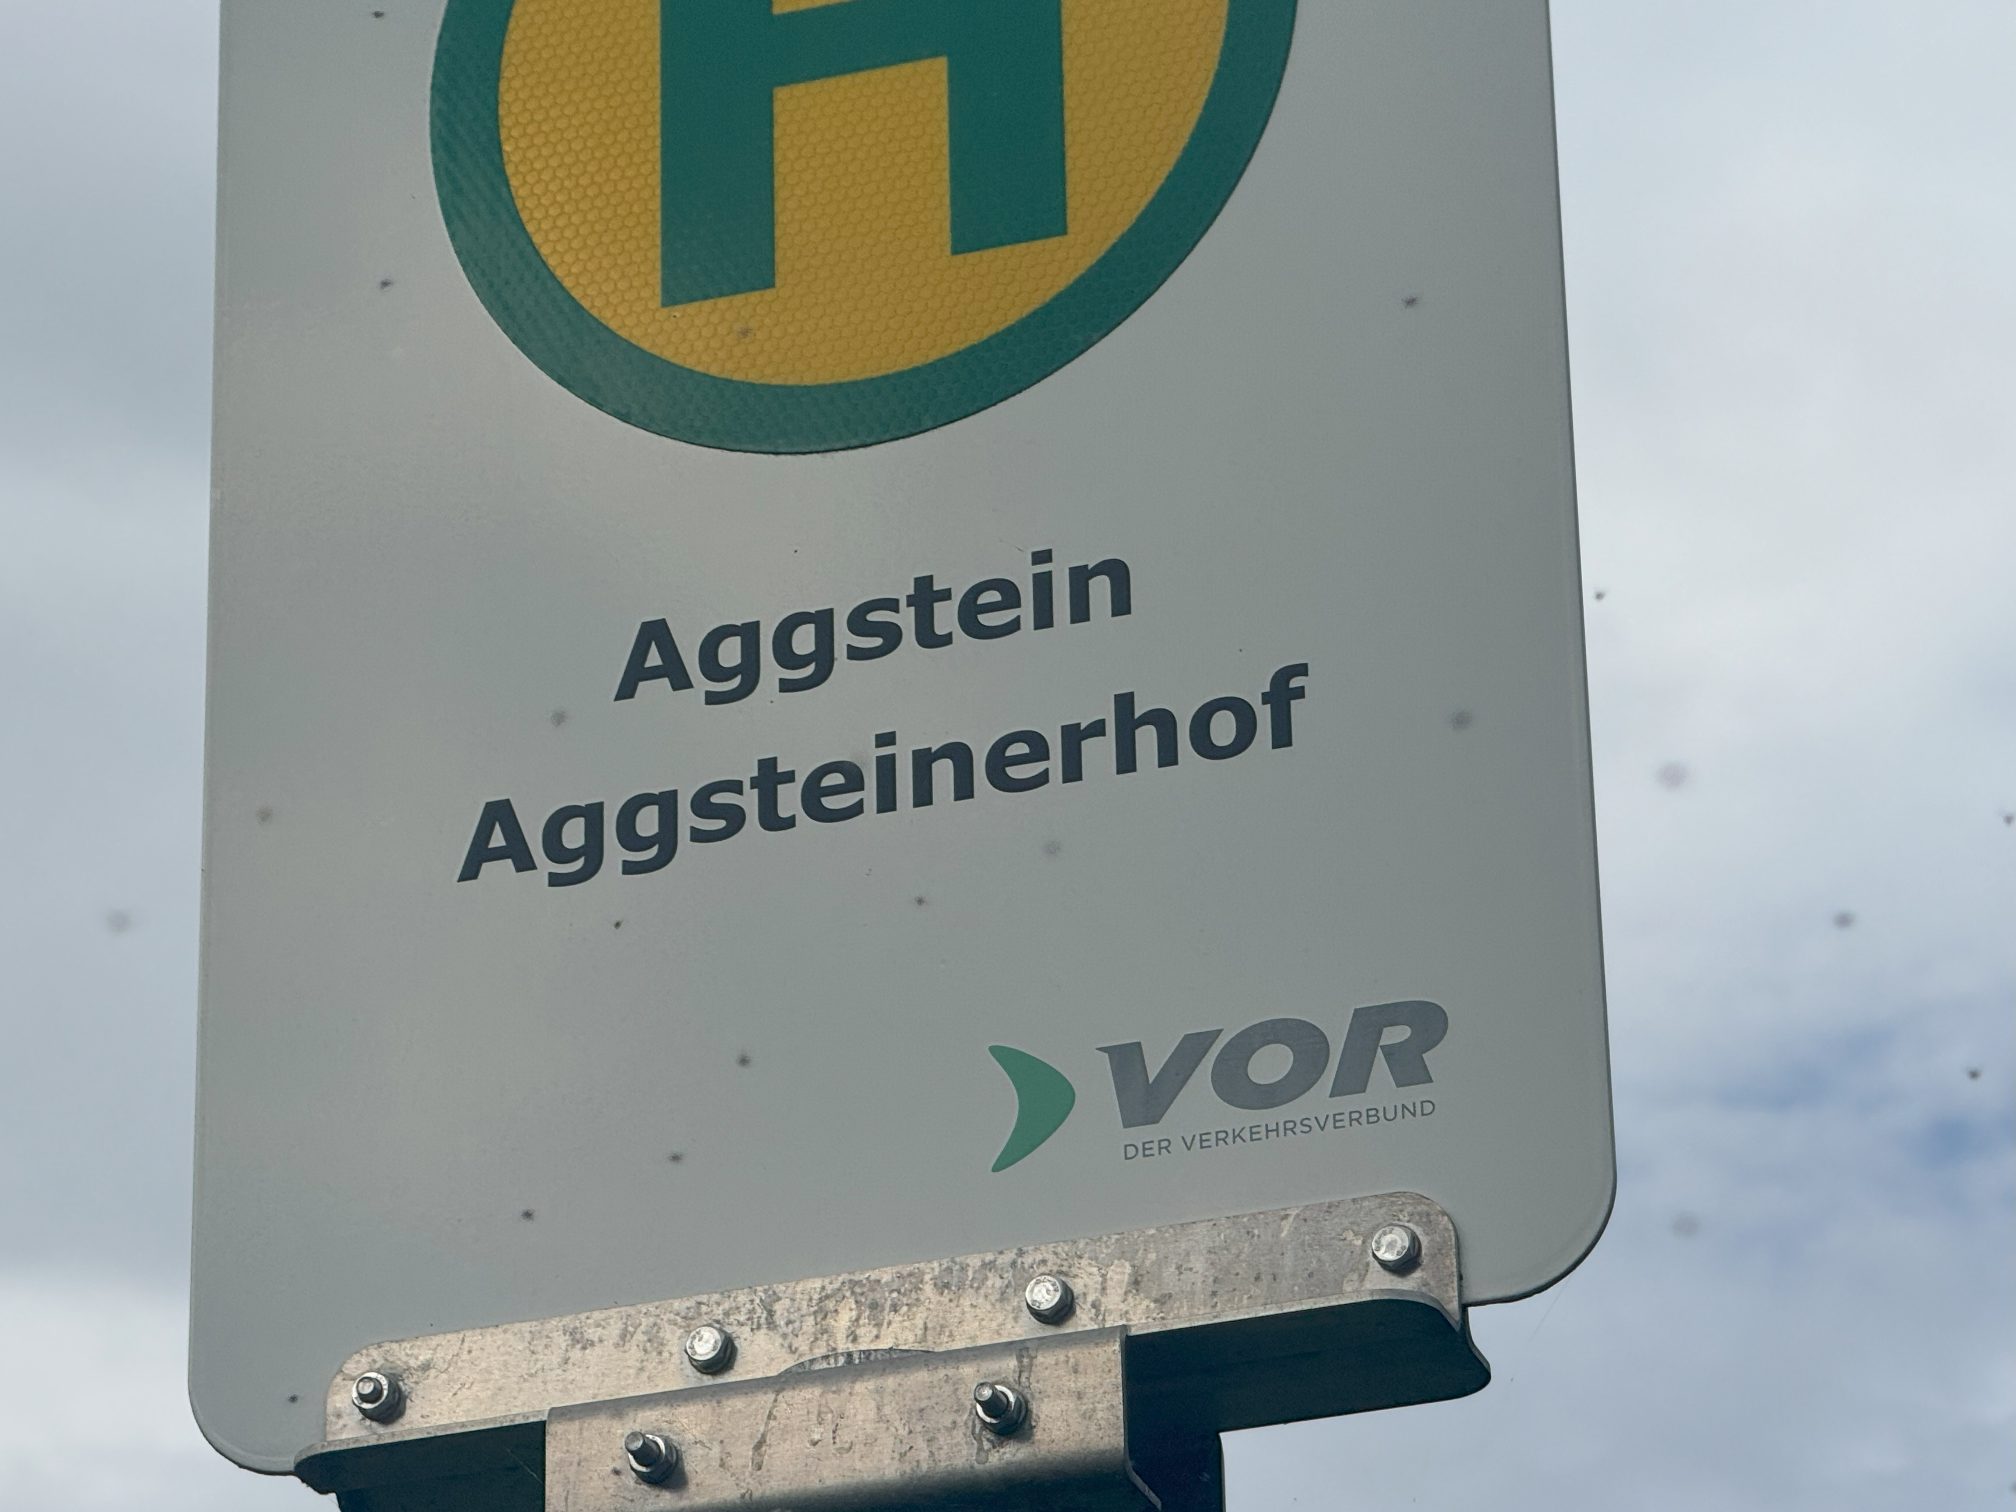 H
Aggstein
Aggsteinerhof
VOR
DER VERKEHRSVERBUND